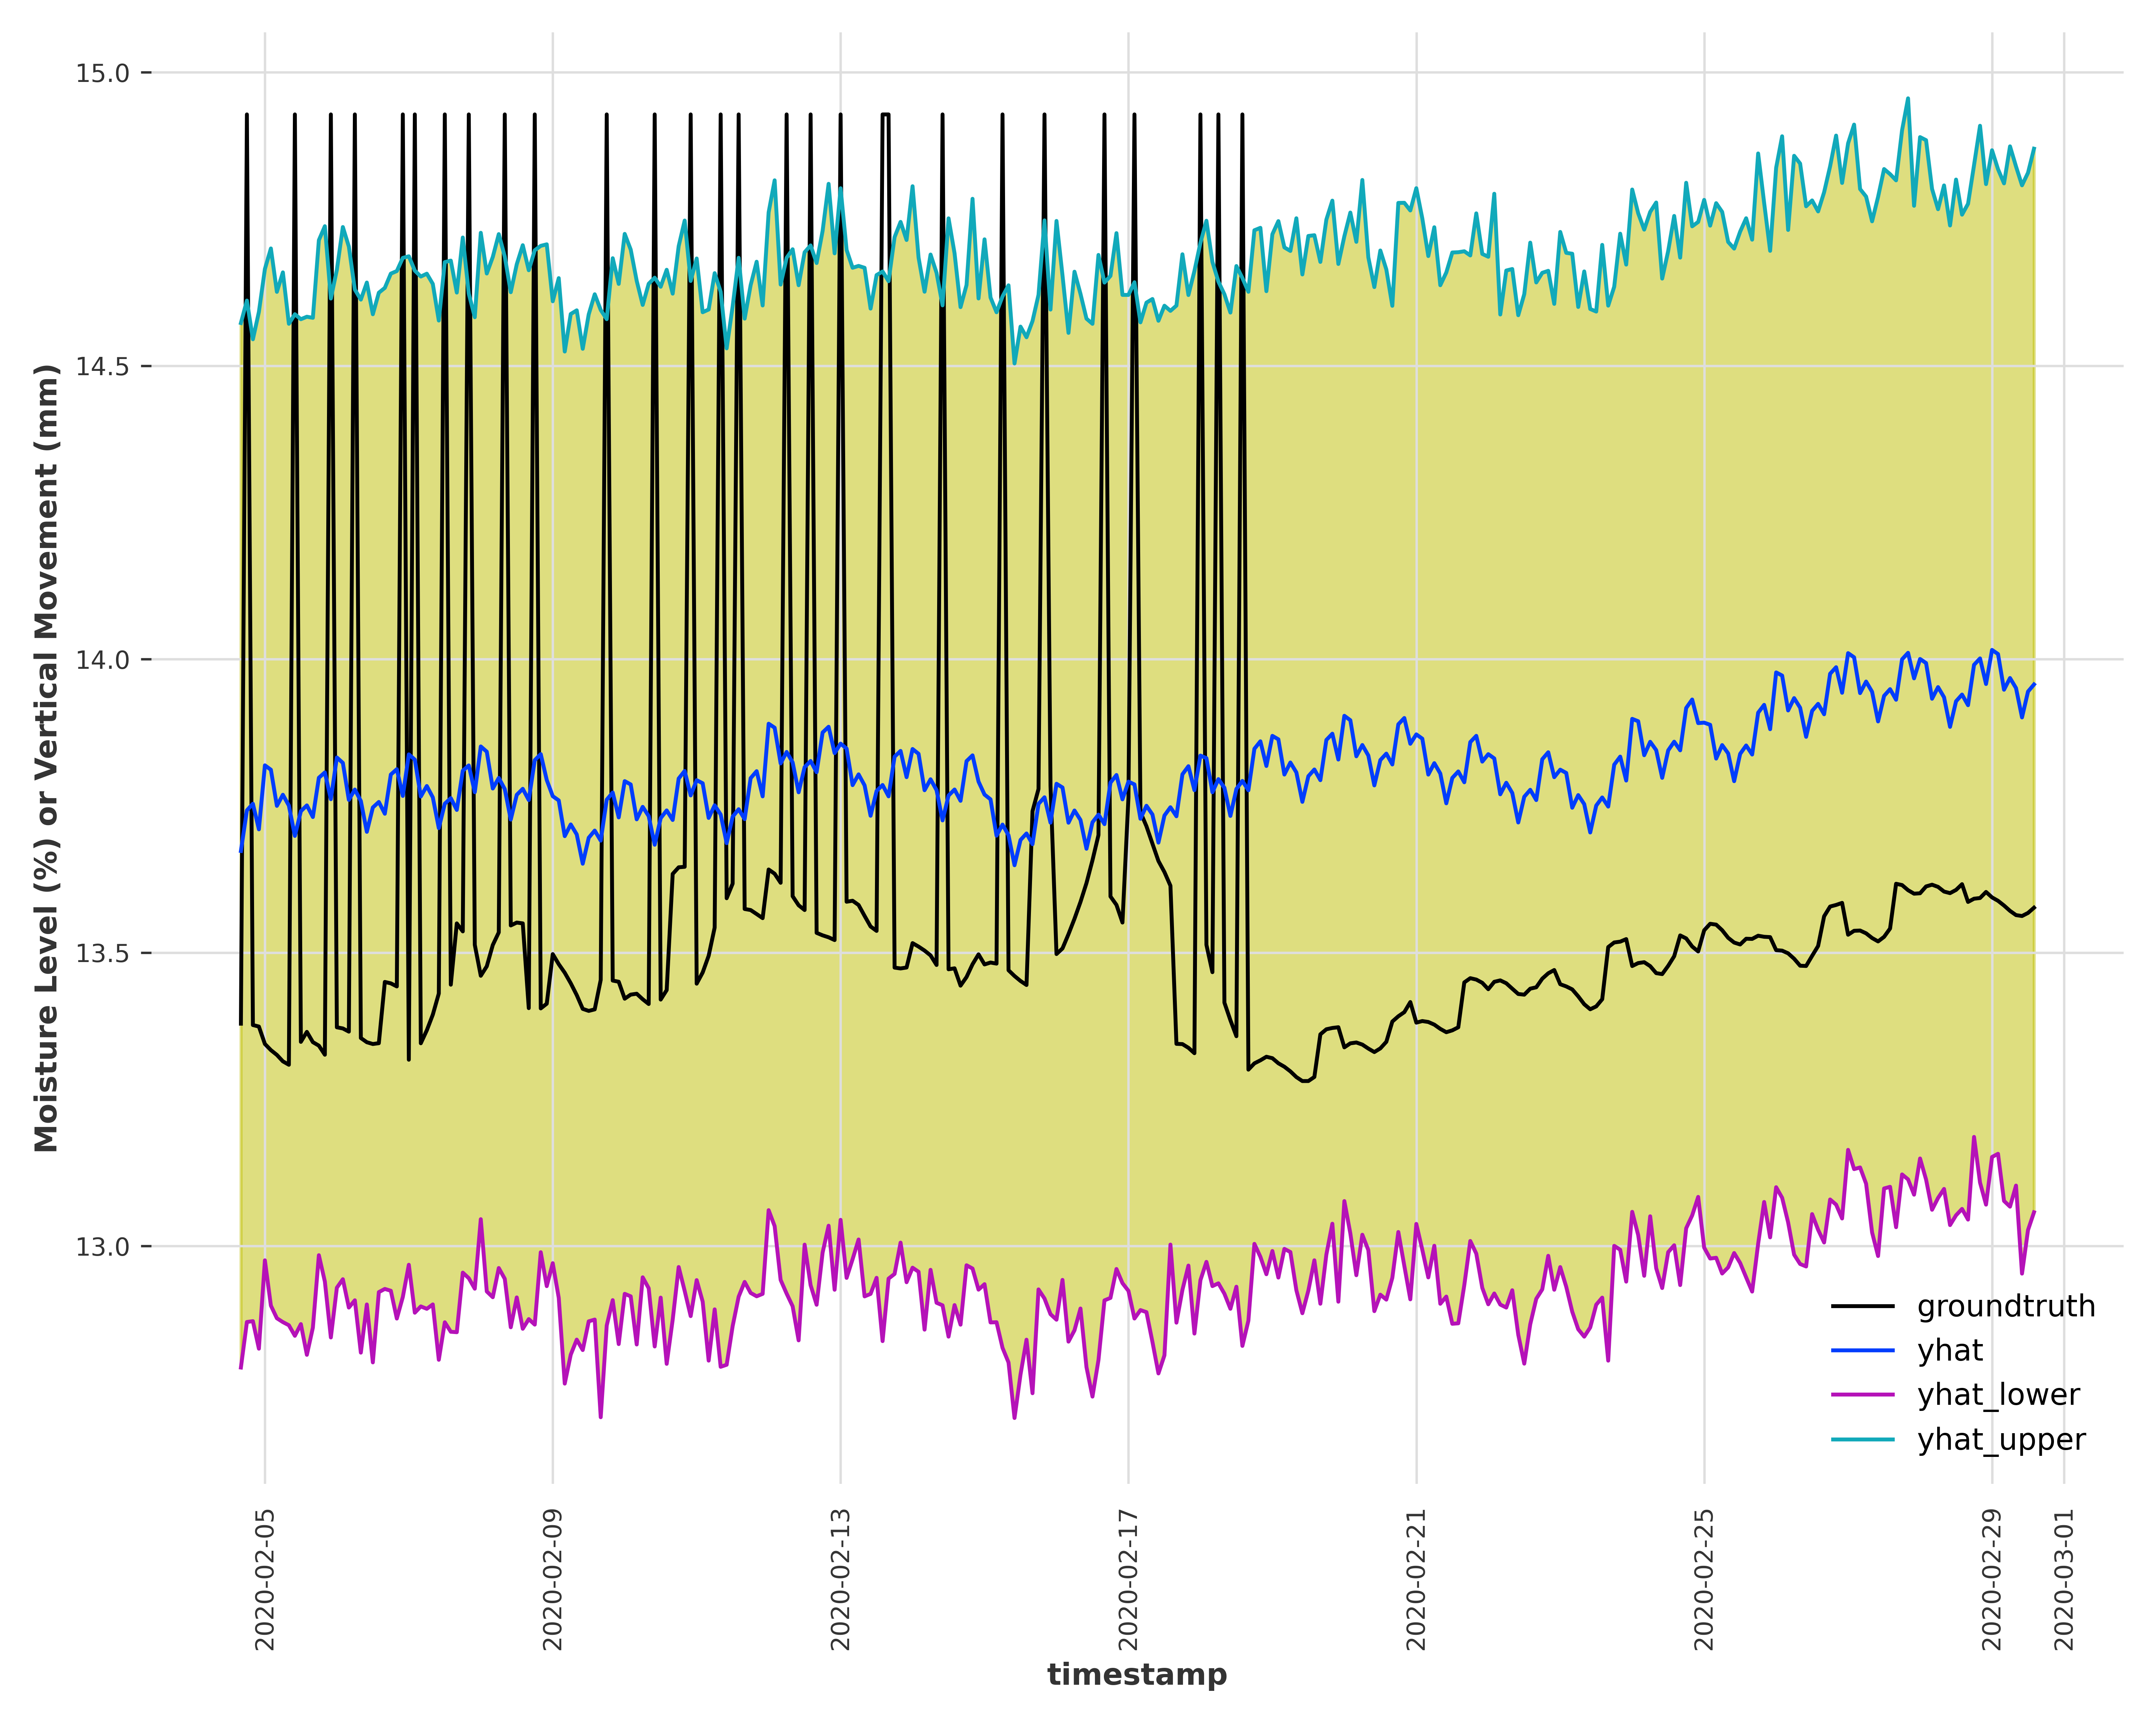 15.0
14.5
14.0
13.5
13.0
Moisture Level (%) or Vertical Movement (mm)
groundtruth
yhat
yhat_lower
yhat_upper
2020-02-05
2020-02-09
2020-02-13
2020-02-17
2020-02-21
2020-02-25
2020-02-29
2020-03-01
timestamp